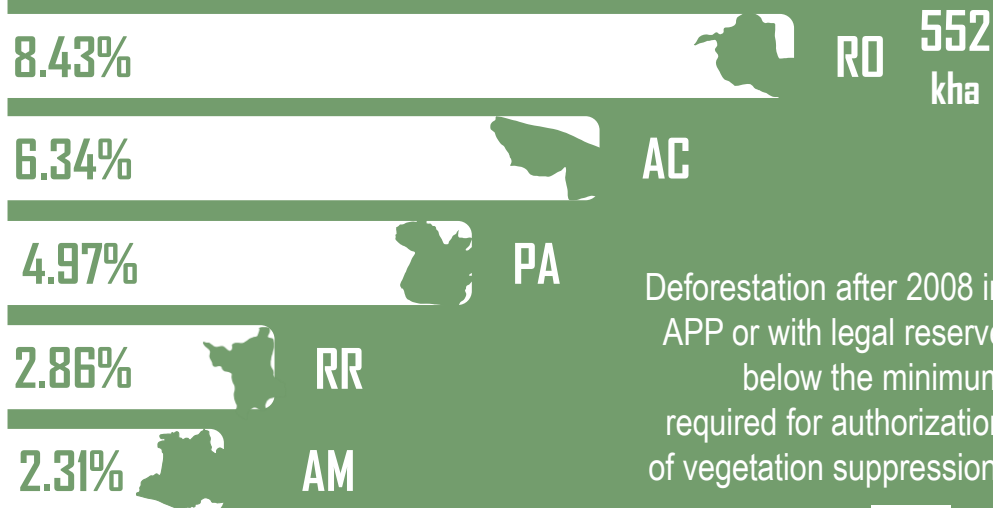 8.43%
RO
552
kha
6.34%
AC
4.97%
PA
Deforestation after 2008 in
APP or with legal reserve
below the minimum
required for authorization
of vegetation suppression
2.86%
RR
2.31%
AM